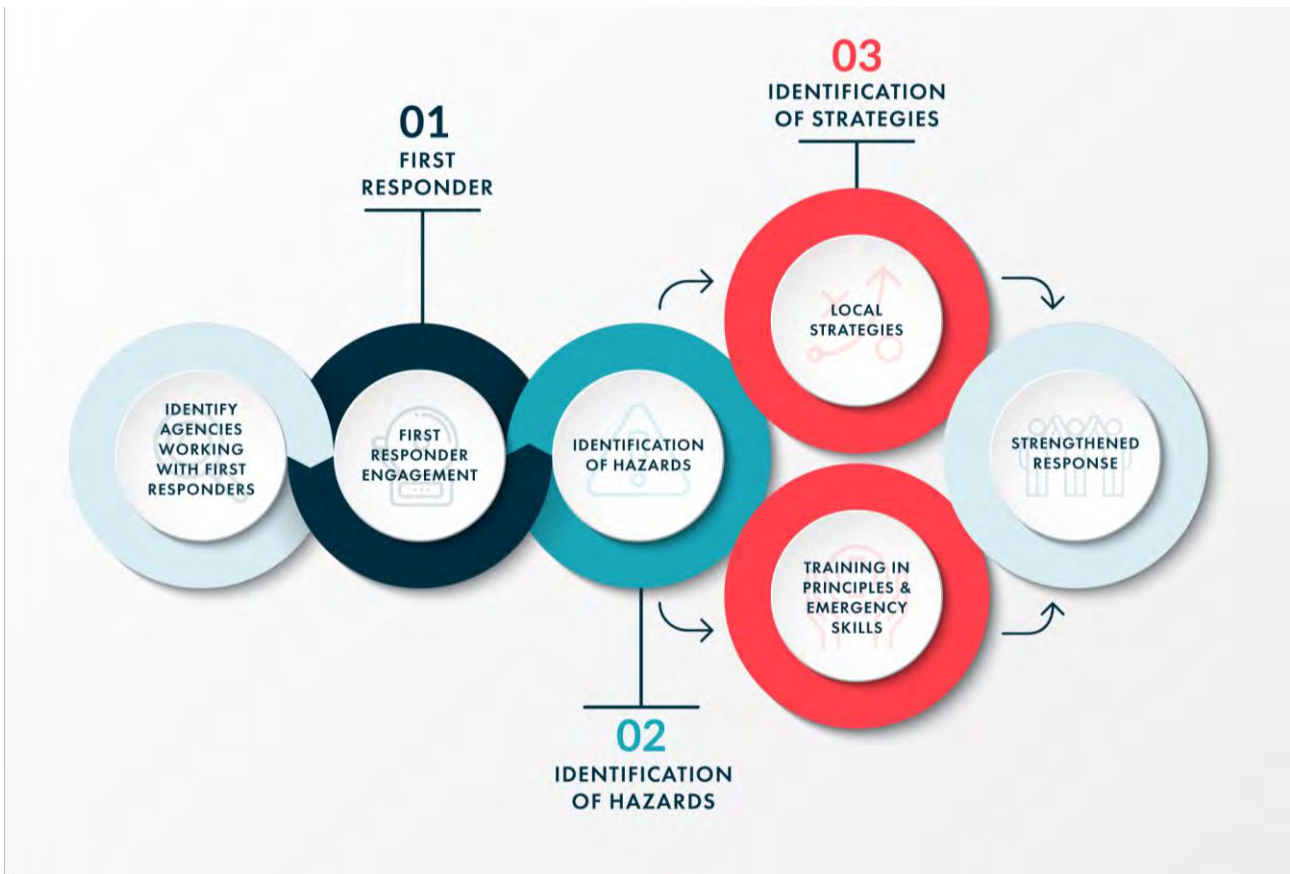 03
IDENTIFICATION
OF STRATEGIES
01
FIRST
RESPONDER
LOCAL
STRATEGIES
IDENTIFY
AGENCIES
WORKING
WITH FIRST
RESPONDERS
FIRST
RESPONDER
ENGAGEMENT
IDENTIFICATION
OF HAZARDS
STRENGTHENED
RESPONSE
TRAINING IN
PRINCIPLES &
EMERGENCY
SKILLS
02
IDENTIFICATION
OF HAZARDS